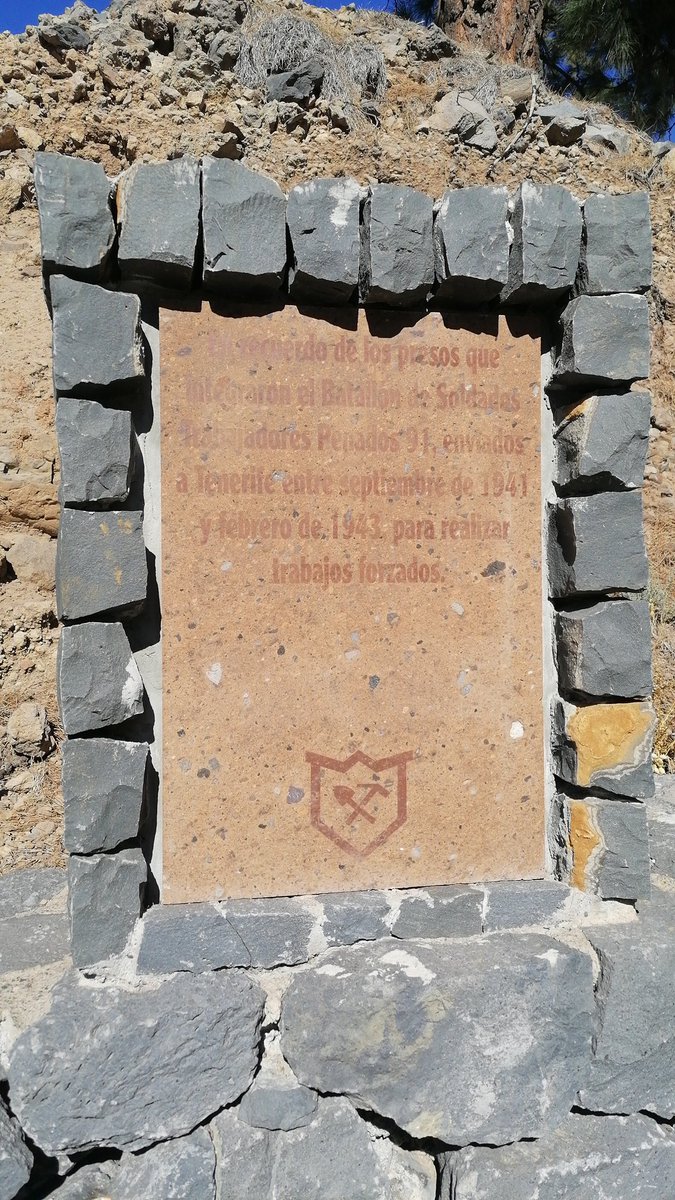 En recuerdo de los presos que
integraron el Batallón de Soldados
Trabajadores Penados 91, enviados
a Tenerife entre septiembre de 1941
y febrero de 1943, para realizar
trabajos forzados.